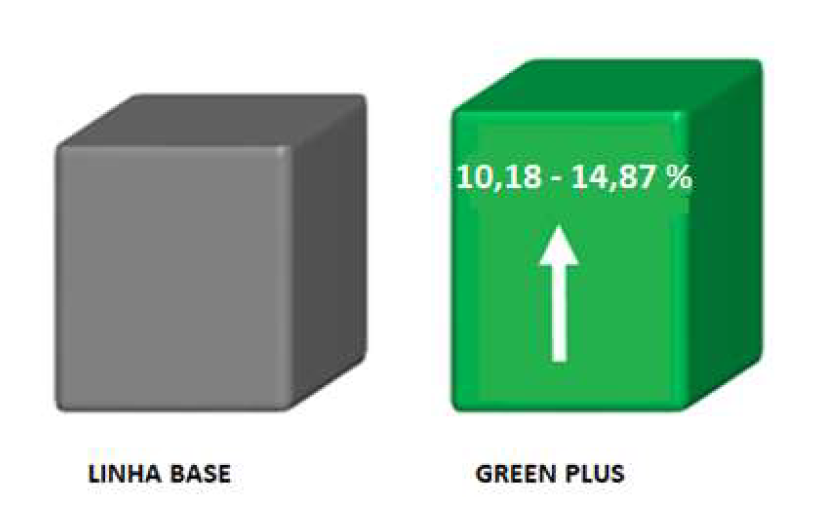 10,18 - 14,87 %
LINHA BASE
GREEN PLUS